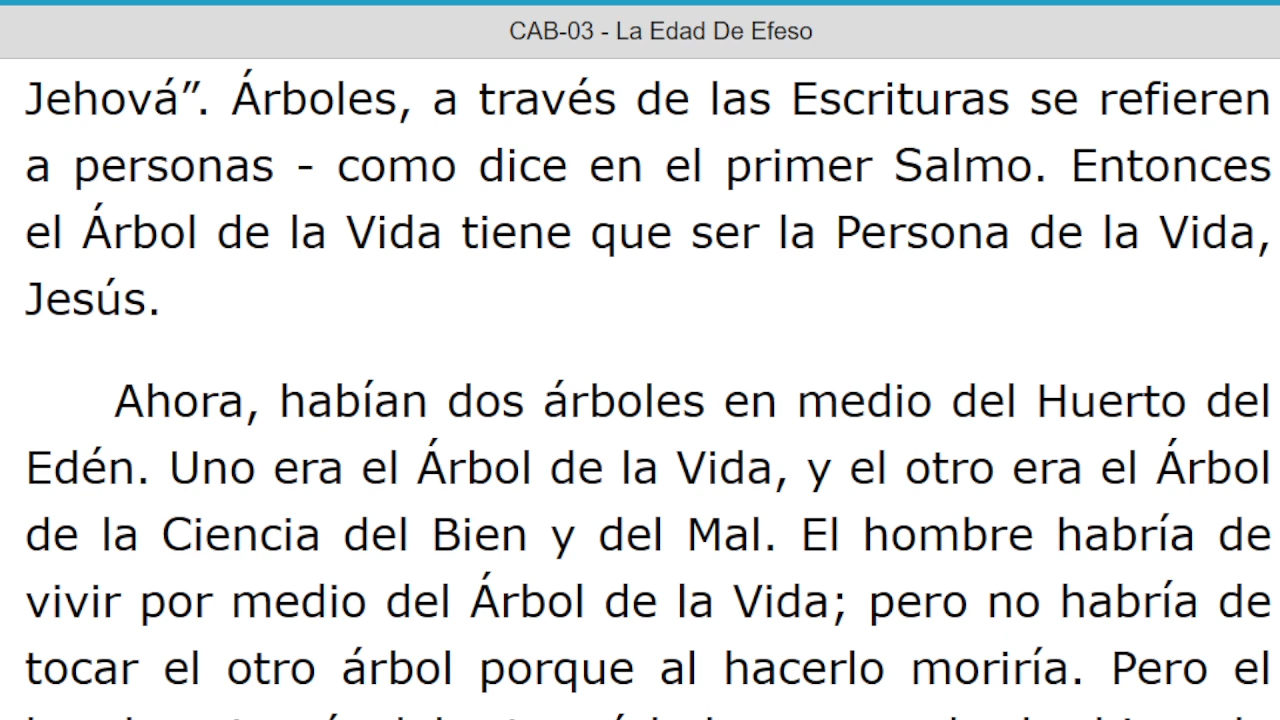 CAB-03 - La Edad De Efeso
Jehová”. Árboles, a través de las Escrituras se refieren
a personas - como dice en el primer Salmo. Entonces
el Árbol de la Vida tiene que ser la Persona de la Vida,
Jesús.
Ahora, habían dos árboles en medio del Huerto del
Edén. Uno era el Árbol de la Vida, y el otro era el Árbol
de la Ciencia del Bien y del Mal. El hombre habría de
vivir por medio del Árbol de la Vida; pero no habría de
tocar el otro árbol porque al hacerlo moriría. Pero el